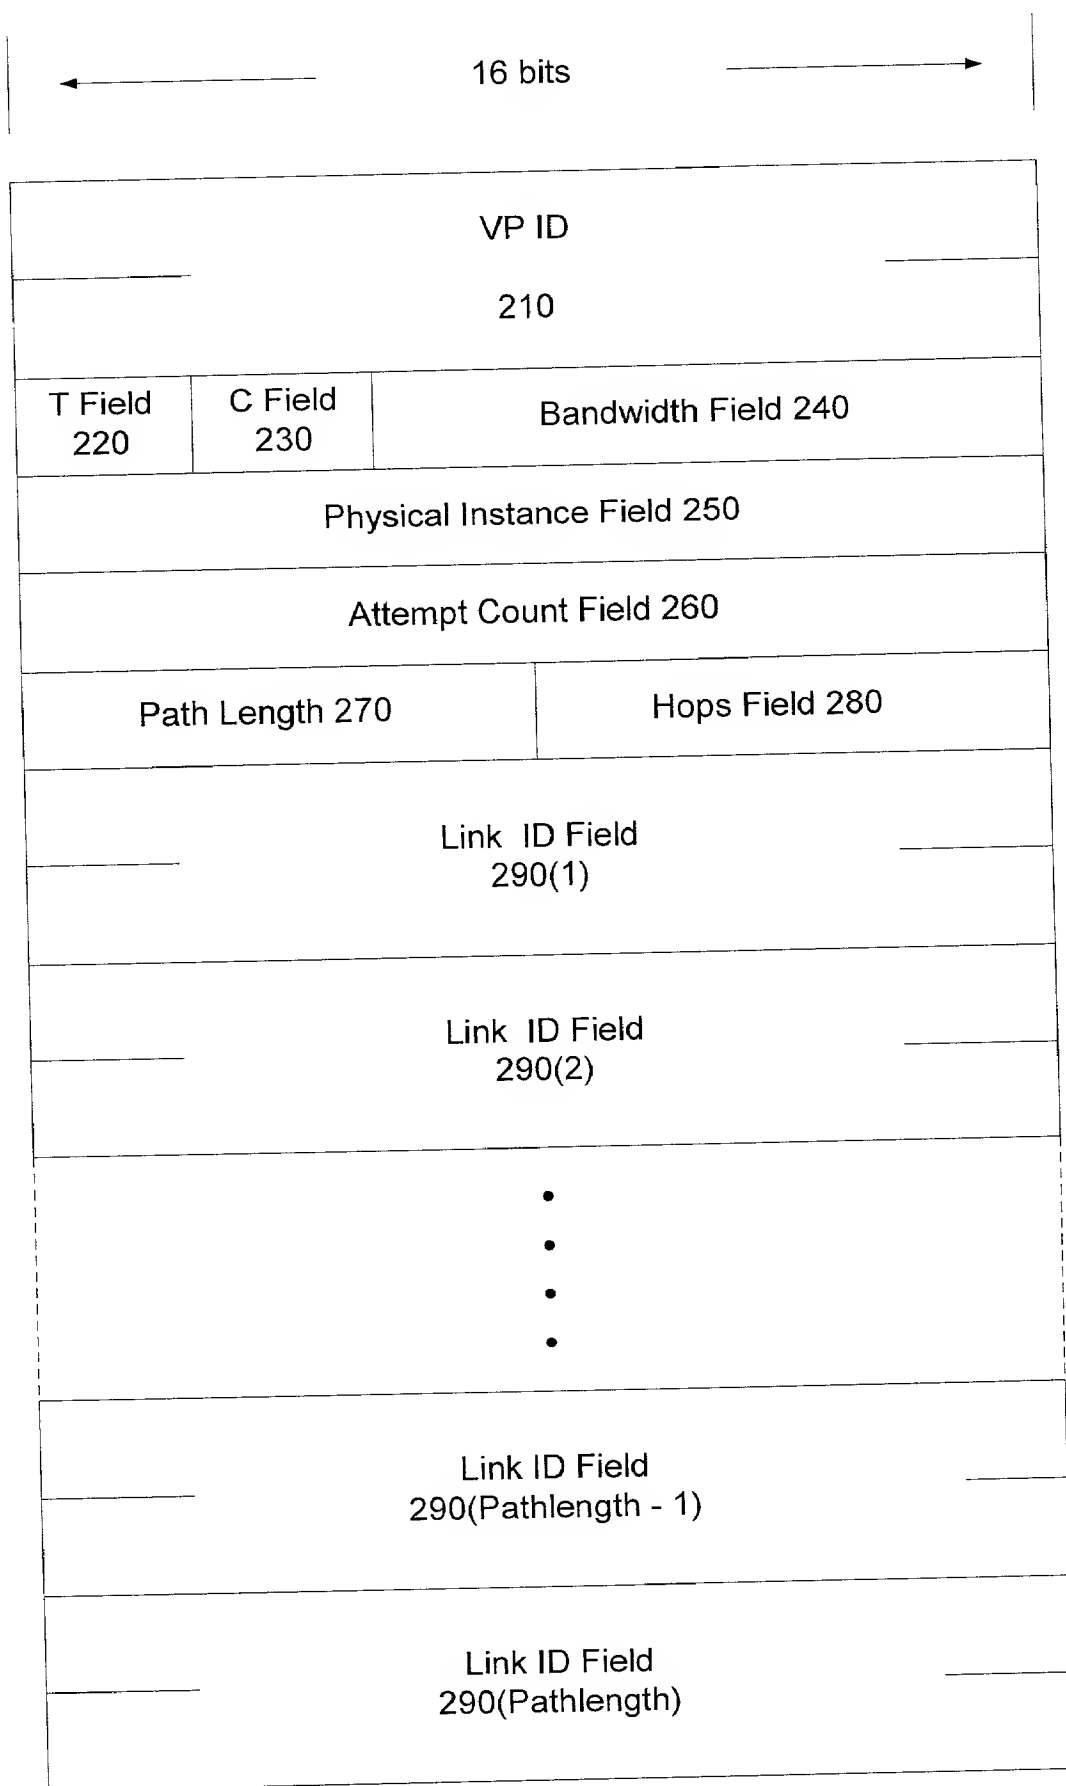 16 bits
VP ID
210
T Field
220
C Field
230
Bandwidth Field 240
Physical Instance Field 250
Attempt Count Field 260
Path Length 270
Hops Field 280
Link ID Field
290(1)
Link ID Field
290(2)
Link ID Field
290(Pathlength - 1)
Link ID Field
290(Pathlength)